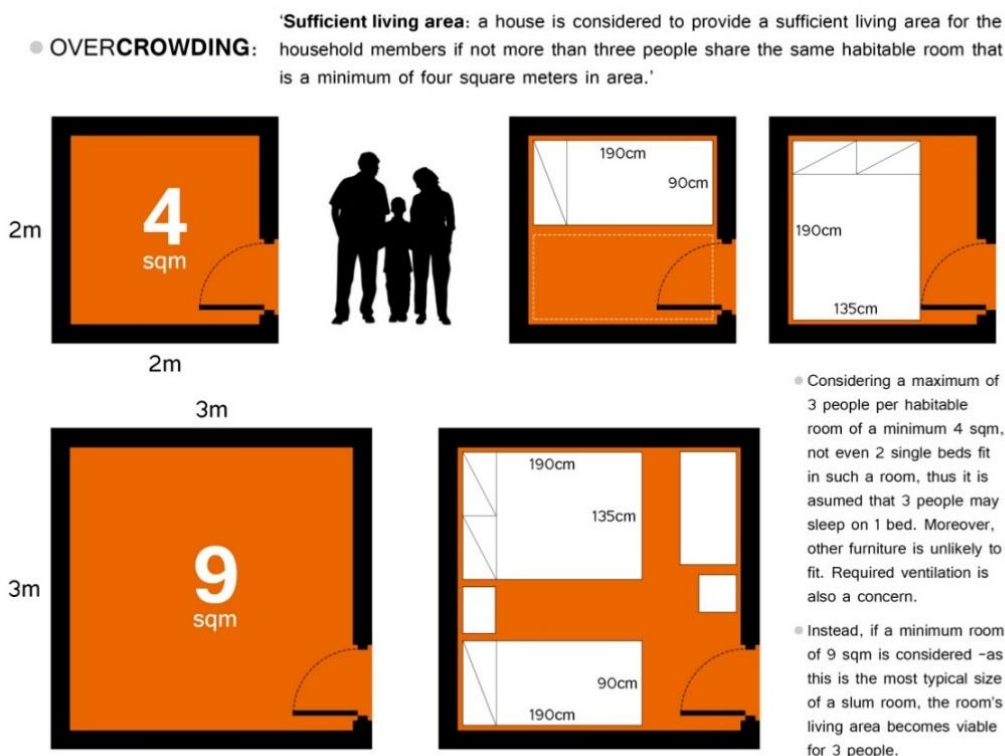 OVERCROWDING:
'Sufficient living area: a house is considered to provide a sufficient living area for the
household members if not more than three people share the same habitable room that
is a minimum of four square meters in area.'
2m
4
sqm
2m
190cm
90cm
190cm
135cm
3m
3m
9
sqm
190cm
135cm
90cm
190cm
Considering a maximum of
3 people per habitable
room of a minimum 4 sqm,
not even 2 single beds fit
in such a room, thus it is
asumed that 3 people may
sleep on 1 bed. Moreover,
other furniture is unlikely to
fit. Required ventilation is
also a concern.
Instead, if a minimum room
of 9 sqm is considered -as
this is the most typical size
of a slum room, the room's
living area becomes viable
for 3 people.